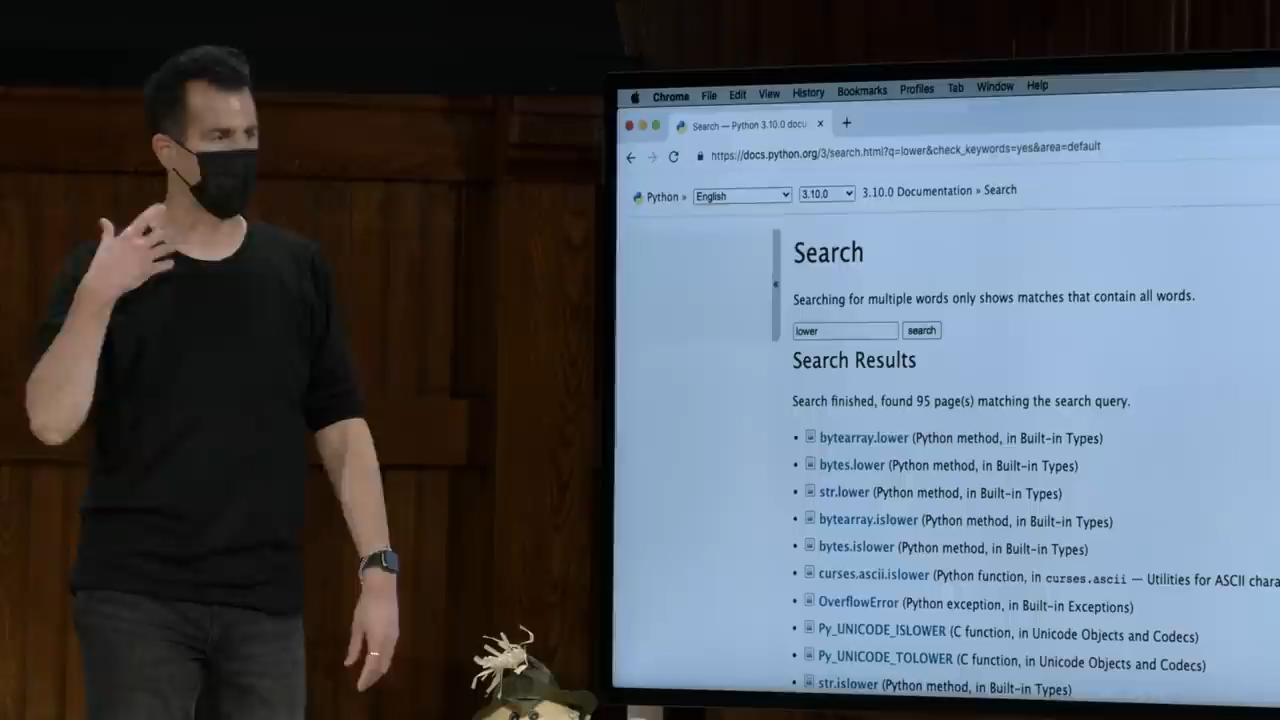 Chrome File Edit View History Bookmarks Profiles Tab Window Help
Search — Python 3.10.0 docu
https://docs.python.org/3/search.html?q=lower&check_keywords=yes&area=default
Python » English 3.10.0 3.10.0 Documentation » Search
Search
Searching for multiple words only shows matches that contain all words.
lower search
Search Results
Search finished, found 95 page(s) matching the search query.
• bytearray.lower (Python method, in Built-in Types)
• bytes.lower (Python method, in Built-in Types)
• str.lower (Python method, in Built-in Types)
• bytearray.islower (Python method, in Built-in Types)
• bytes.islower (Python method, in Built-in Types)
• curses.ascii.islower (Python function, in curses.ascii — Utilities for ASCII chara
• OverflowError (Python exception, in Built-in Exceptions)
• Py_UNICODE_ISLOWER (C function, in Unicode Objects and Codecs)
• Py_UNICODE_TOLOWER (C function, in Unicode Objects and Codecs)
• str.islower (Python method, in Built-in Types)